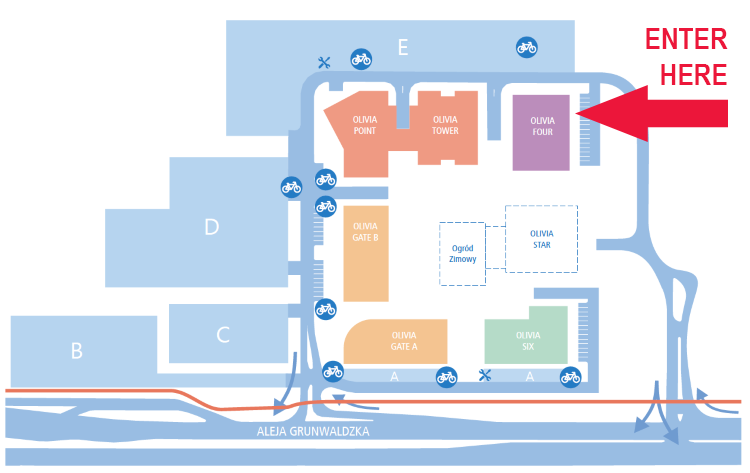 ENTER
HERE
E
OLIVIA
POINT
OLIVIA
TOWER
OLIVIA
FOUR
D
OLIVIA
GATE B
Ogród
Zimowy
OLIVIA
STAR
C
B
OLIVIA
GATE A
OLIVIA
SIX
A
A
ALEJA GRUNWALDZKA